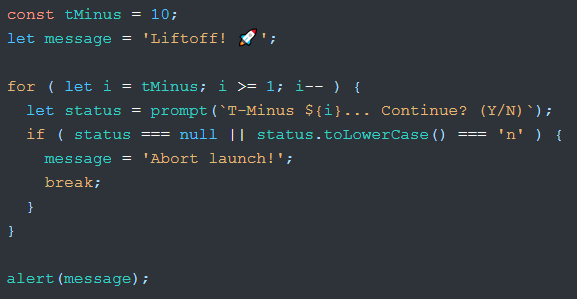 const tMinus = 10;
let message = 'Liftoff! 🚀';

for ( let i = tMinus; i >= 1; i-- ) {
  let status = prompt(`T-Minus ${i}... Continue? (Y/N)`);
  if ( status === null || status.toLowerCase() === 'n' ) {
    message = 'Abort launch!';
    break;
  }
}

alert(message);